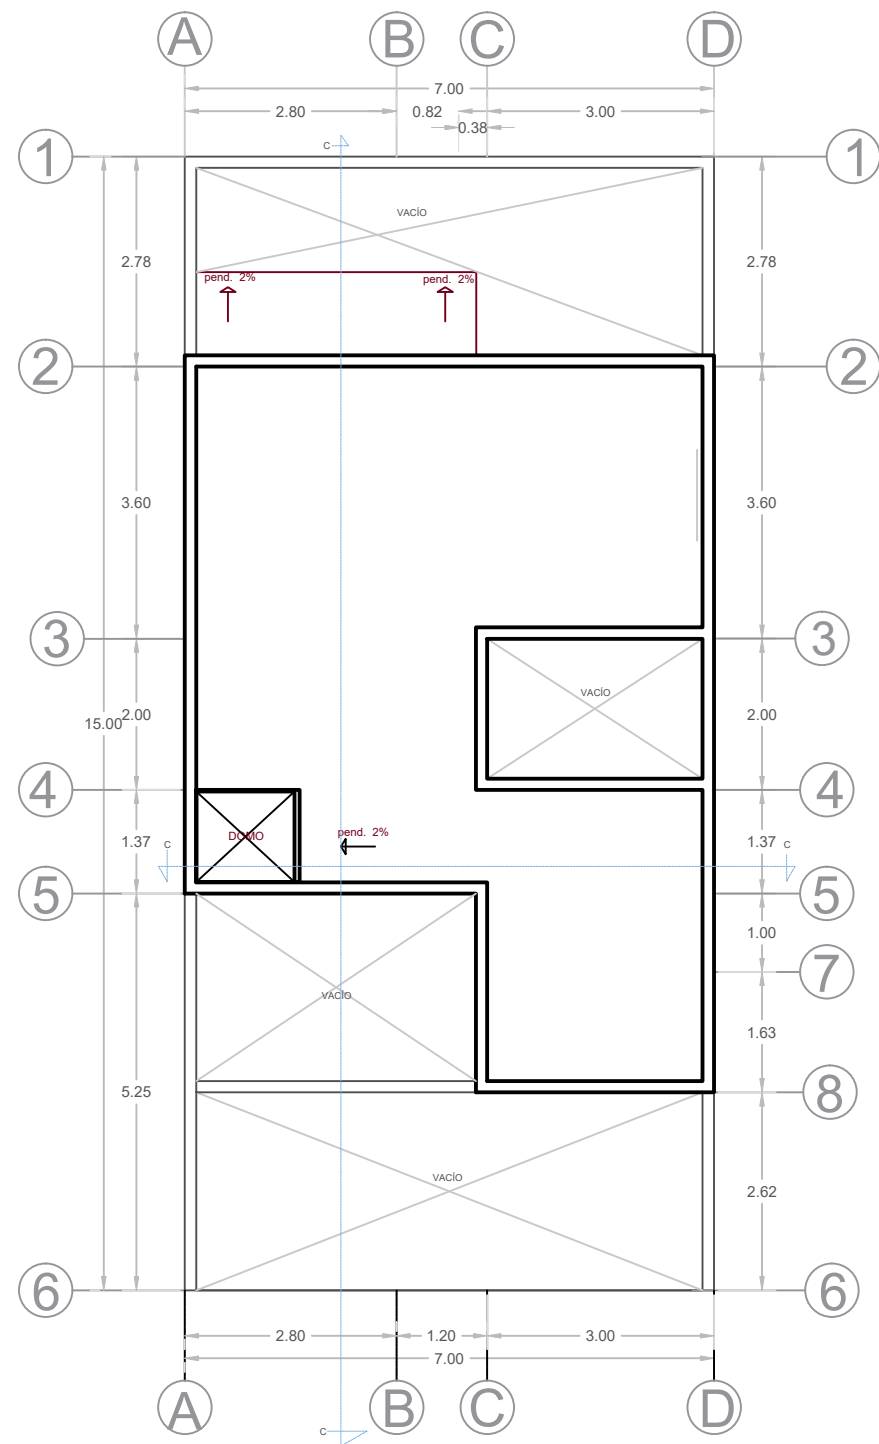 A B C D
7.00
2.80 0.82 3.00
0.38
c
1 1
VACÍO
2.78 2.78
pend. 2% pend. 2%
2 2
3.60 3.60
3 3
VACÍO
2.00 2.00
15.00
4 4
pend. 2%
DOMO
1.37 1.37
c c
5 5
1.00
7
VACÍO
1.63
5.25
8
VACÍO
2.62
6 6
2.80 1.20 3.00
7.00
A B C D
c